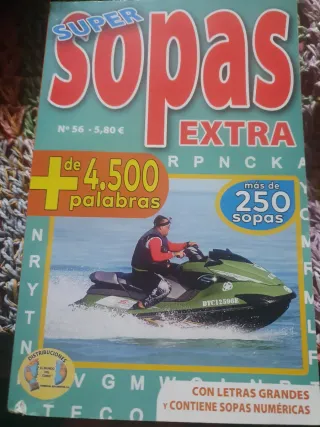 SUPER
Sopas
Nº 56 - 5,80 €
EXTRA
RPNCKA
+ de 4.500
palabras
más de
250
sopas
N
R
Y
T
N
DISTRIBUCIONES
VGMW
CON LETRAS GRANDES
Y CONTIENE SOPAS NUMÉRICAS